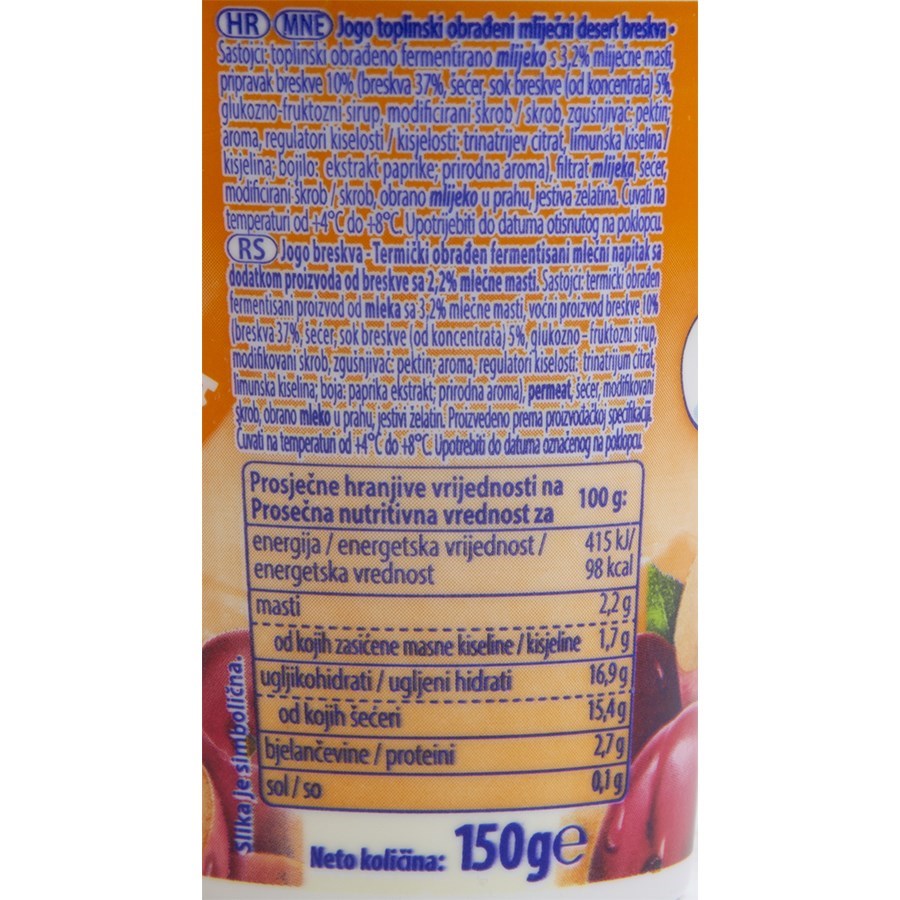 HR MNE Jogo toplinski obrađeni mliječni desert breskva -
Sastojci: toplinski obrađeno fermentirano mlijeko s 3,2% mliječne masti,
pripravak breskve 10% (breskva 37%, šećer, sok breskve (od koncentrata) 5%,
glukozno-fruktozni sirup, modificirani škrob / skrob, zgušnjivač: pektin;
aroma, regulatori kiselosti / kisjelosti: trinatrijev citrat, limunska kiselina /
kisjelina; bojilo: ekstrakt paprike; prirodna aroma), filtrat mlijeka, šećer,
modificirani škrob / skrob, obrano mlijeko u prahu, jestiva želatina. Čuvati na
temperaturi od +4°C do +8°C. Upotrijebiti do datuma otisnutog na poklopcu.
RS Jogo breskva - Termički obrađen fermentisani mlečni napitak sa
dodatkom proizvoda od breskve sa 2,2% mlečne masti. Sastojci: termički obrađen
fermentisani proizvod od mleka sa 3,2% mlečne masti, voćni proizvod breskve 10%
(breskva 37%, šećer, sok breskve (od koncentrata) 5%, glukozno - fruktozni sirup,
modifikovani skrob, zgušnjivač: pektin; aroma, regulatori kiselosti: trinatrijum citrat,
limunska kiselina; boja: paprika ekstrakt; prirodna aroma), permeat, šećer, modifikovani
skrob, obrano mleko u prahu, jestivi želatin. Proizvedeno prema proizvođačkoj specifikaciji.
Čuvati na temperaturi od +4°C do +8°C. Upotrebiti do datuma označenog na poklopcu.
Prosječne hranjive vrijednosti na
Prosečna nutritivna vrednost za 100 g:
energija / energetska vrijednost / 415 kJ/
energetska vrednost 98 kcal
masti 2,2 g
od kojih zasićene masne kiseline / kisjeline 1,7 g
ugljikohidrati / ugljeni hidrati 16,9 g
od kojih šećeri 15,4 g
bjelančevine / proteini 2,7 g
sol / so 0,1 g
Slika je simbolična.
Neto količina: 150g e